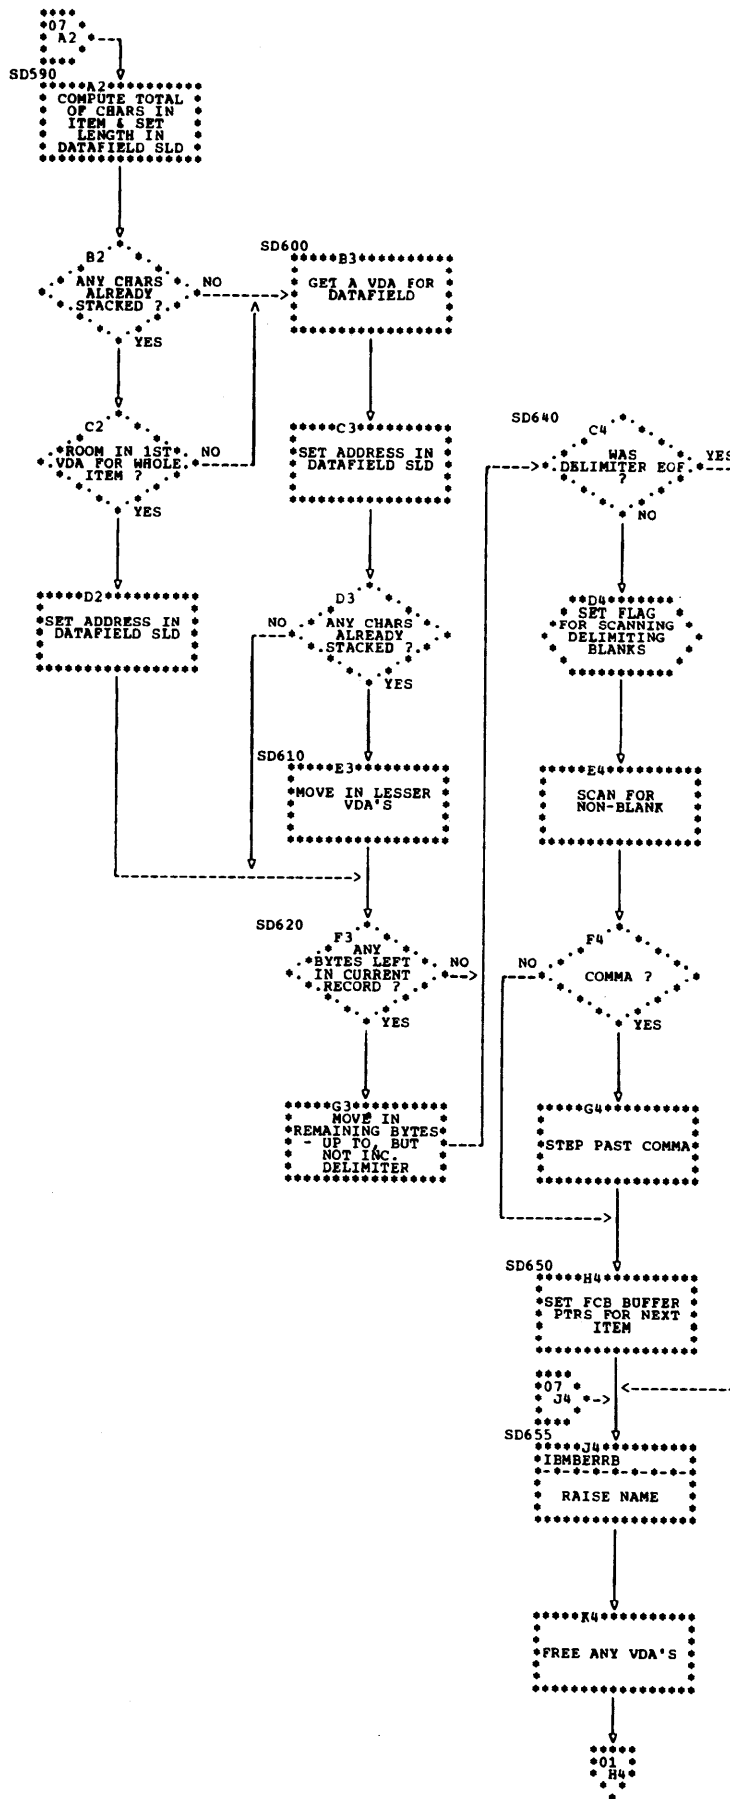 07
A2
SD590
A2
COMPUTE TOTAL
OF CHARS IN
ITEM & SET
LENGTH IN
DATAFIELD SLD
B2
ANY CHARS
ALREADY
STACKED ?
NO
YES
C2
ROOM IN 1ST
VDA FOR WHOLE
ITEM ?
NO
YES
D2
SET ADDRESS IN
DATAFIELD SLD
SD600
B3
GET A VDA FOR
DATAFIELD
C3
SET ADDRESS IN
DATAFIELD SLD
D3
ANY CHARS
ALREADY
STACKED ?
NO
YES
SD610
E3
MOVE IN LESSER
VDA'S
SD620
F3
ANY
BYTES LEFT
IN CURRENT
RECORD ?
NO
YES
G3
MOVE IN
REMAINING BYTES
- UP TO, BUT
NOT INC.
DELIMITER
SD640
C4
WAS
DELIMITER EOF
?
YES
NO
D4
SET FLAG
FOR SCANNING
DELIMITING
BLANKS
E4
SCAN FOR
NON-BLANK
F4
COMMA ?
NO
YES
G4
STEP PAST COMMA
SD650
H4
SET FCB BUFFER
PTRS FOR NEXT
ITEM
07
J4
SD655
J4
IBMBERRB
RAISE NAME
K4
FREE ANY VDA'S
01
H4